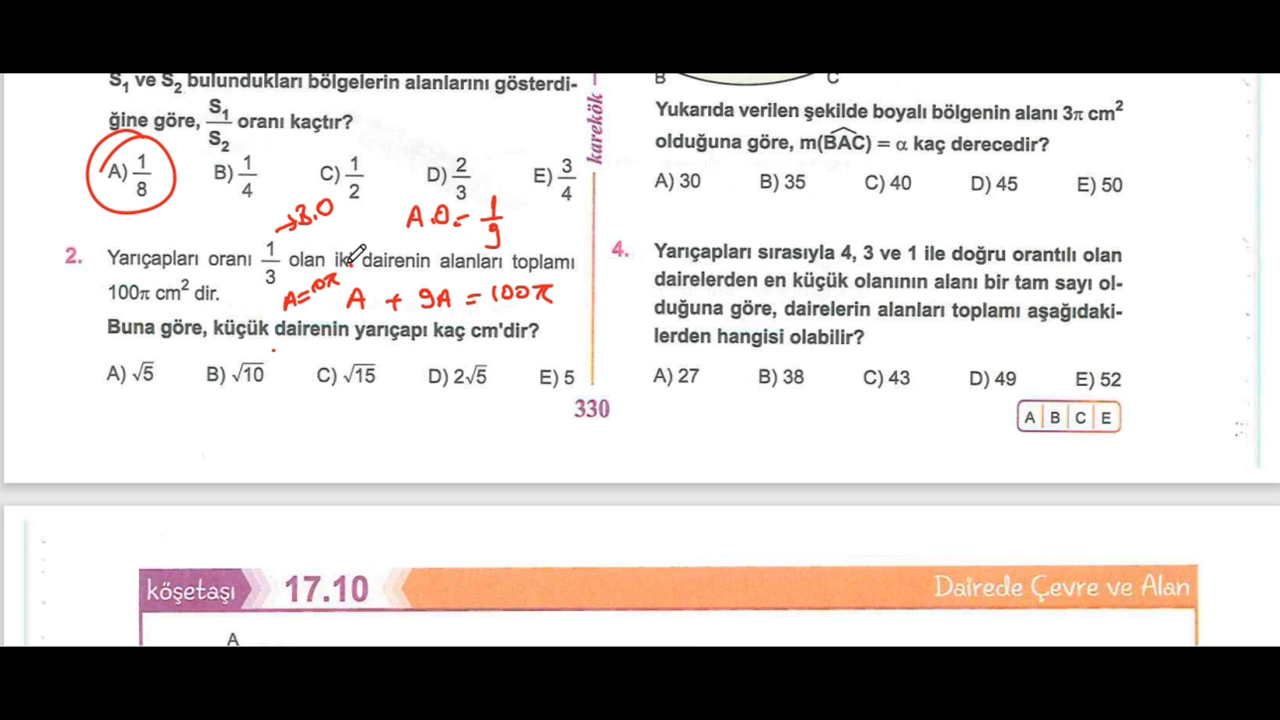 S₁ ve S₂ bulundukları bölgelerin alanlarını gösterdi-
ğine göre, S₁/S₂ oranı kaçtır?
A) 1/8 B) 1/4 C) 1/2 D) 2/3 E) 3/4
→B.O A.O= 1/9
2. Yarıçapları oranı 1/3 olan iki dairenin alanları toplamı
100π cm² dir.
A=10π A + 9A = 100π
Buna göre, küçük dairenin yarıçapı kaç cm'dir?
A) √5 B) √10 C) √15 D) 2√5 E) 5
karekök
330
B C
Yukarıda verilen şekilde boyalı bölgenin alanı 3π cm²
olduğuna göre, m(BAC) = α kaç derecedir?
A) 30 B) 35 C) 40 D) 45 E) 50
4. Yarıçapları sırasıyla 4, 3 ve 1 ile doğru orantılı olan
dairelerden en küçük olanının alanı bir tam sayı ol-
duğuna göre, dairelerin alanları toplamı aşağıdaki-
lerden hangisi olabilir?
A) 27 B) 38 C) 43 D) 49 E) 52
A B C E
köşetaşı 17.10 Dairede Çevre ve Alan
A